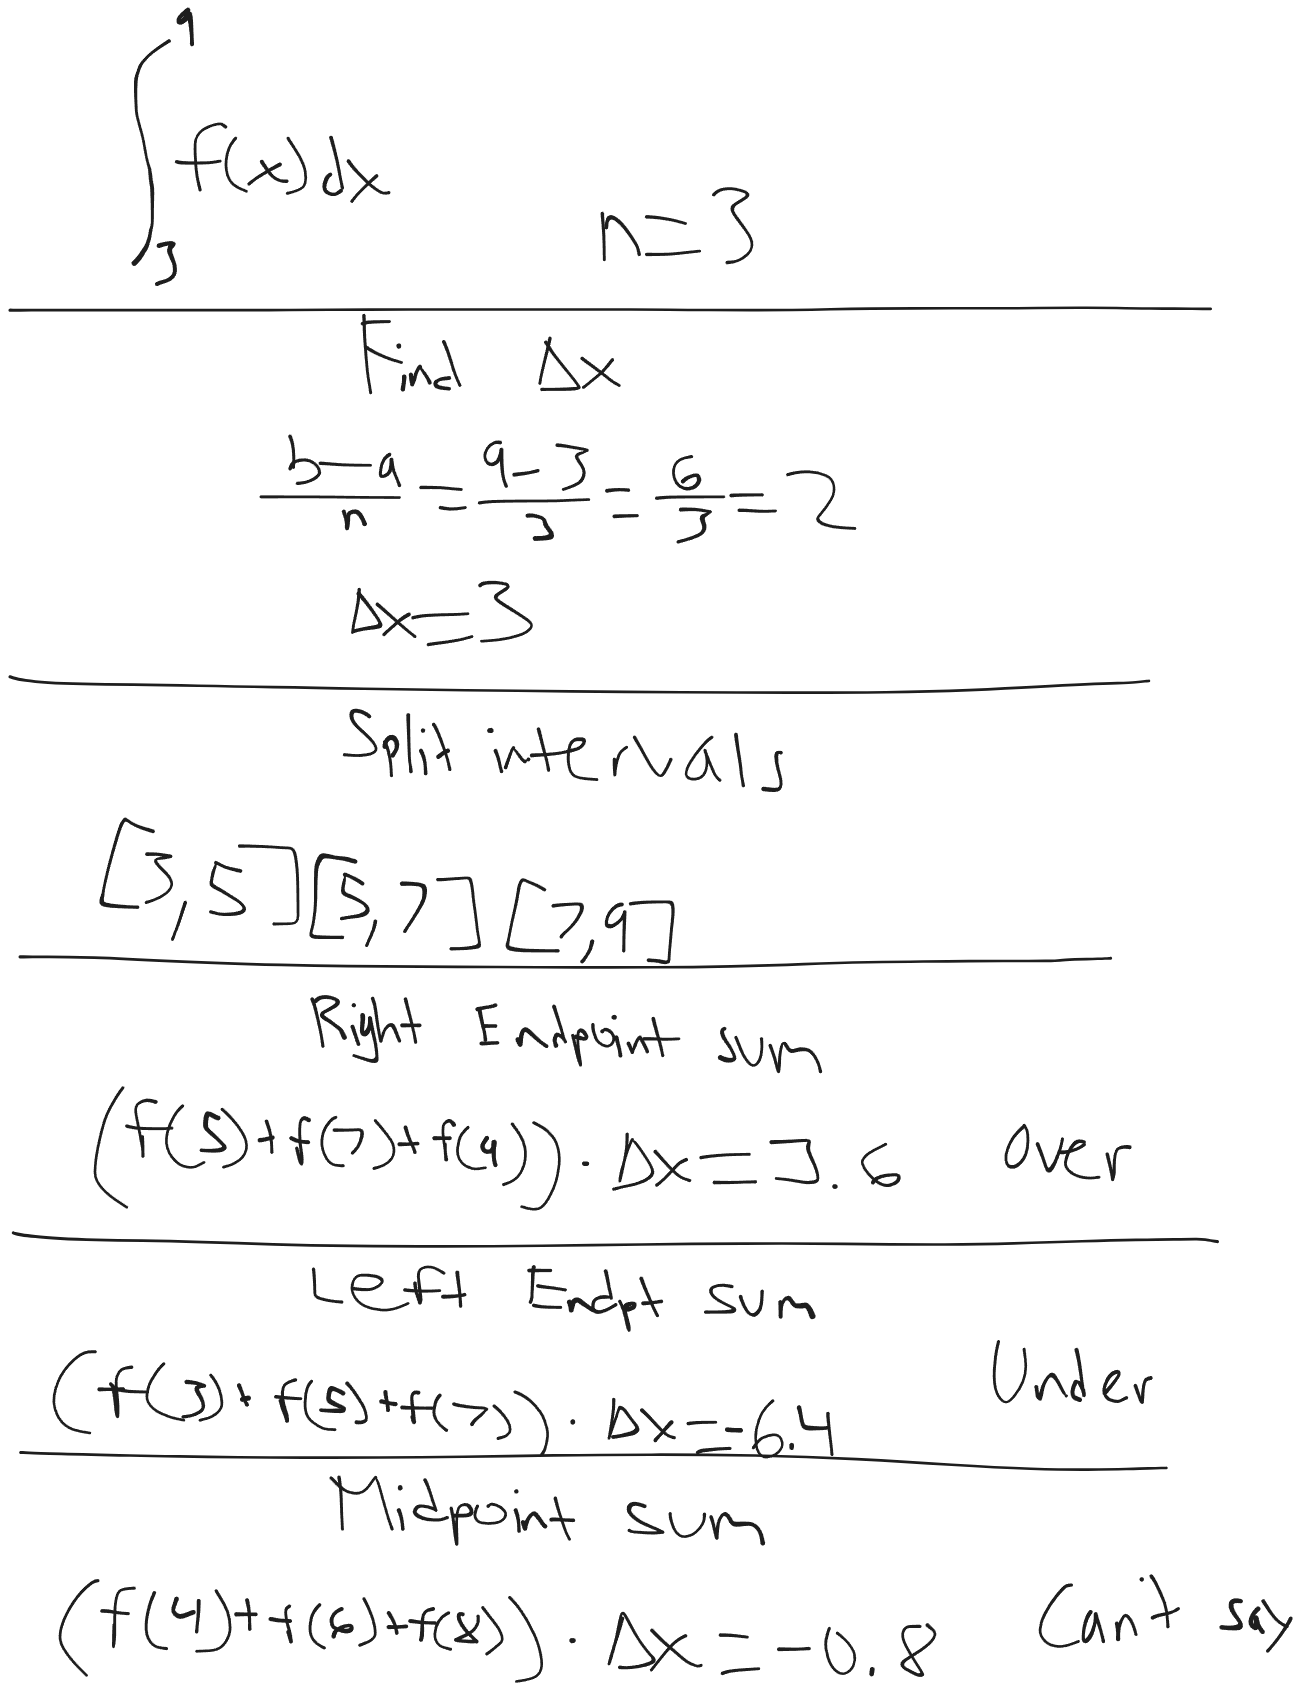 ∫₃⁹ f(x)dx
n=3
Find Δx
(b-a)/n = (9-3)/3 = 6/3 = 2
Δx=3
Split intervals
[3,5][5,7][7,9]
Right Endpoint sum
(f(5)+f(7)+f(9))·Δx=3.6 Over
Left Endpt sum
(f(3)+f(5)+f(7))·Δx=-6.4 Under
Midpoint sum
(f(4)+f(6)+f(8))·Δx=-0.8 Can't say